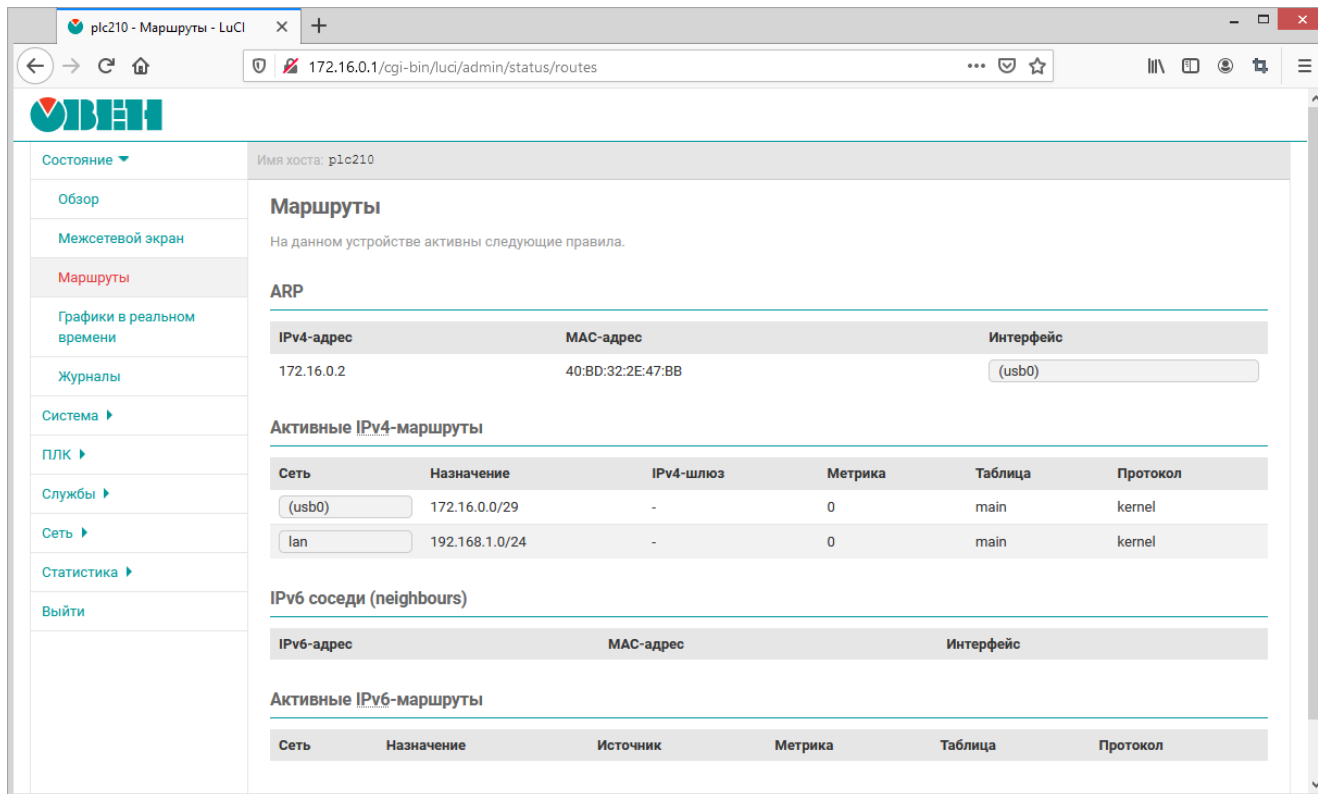 plc210 - Маршруты - LuCI
172.16.0.1/cgi-bin/luci/admin/status/routes
ОВЕН
Состояние
Имя хоста: plc210
Обзор
Межсетевой экран
Маршруты
Графики в реальном
времени
Журналы
Система
ПЛК
Службы
Сеть
Статистика
Выйти
Маршруты
На данном устройстве активны следующие правила.
ARP
IPv4-адрес MAC-адрес Интерфейс
172.16.0.2 40:BD:32:2E:47:BB (usb0)
Активные IPv4-маршруты
Сеть Назначение IPv4-шлюз Метрика Таблица Протокол
(usb0) 172.16.0.0/29 - 0 main kernel
lan 192.168.1.0/24 - 0 main kernel
IPv6 соседи (neighbours)
IPv6-адрес MAC-адрес Интерфейс
Активные IPv6-маршруты
Сеть Назначение Источник Метрика Таблица Протокол